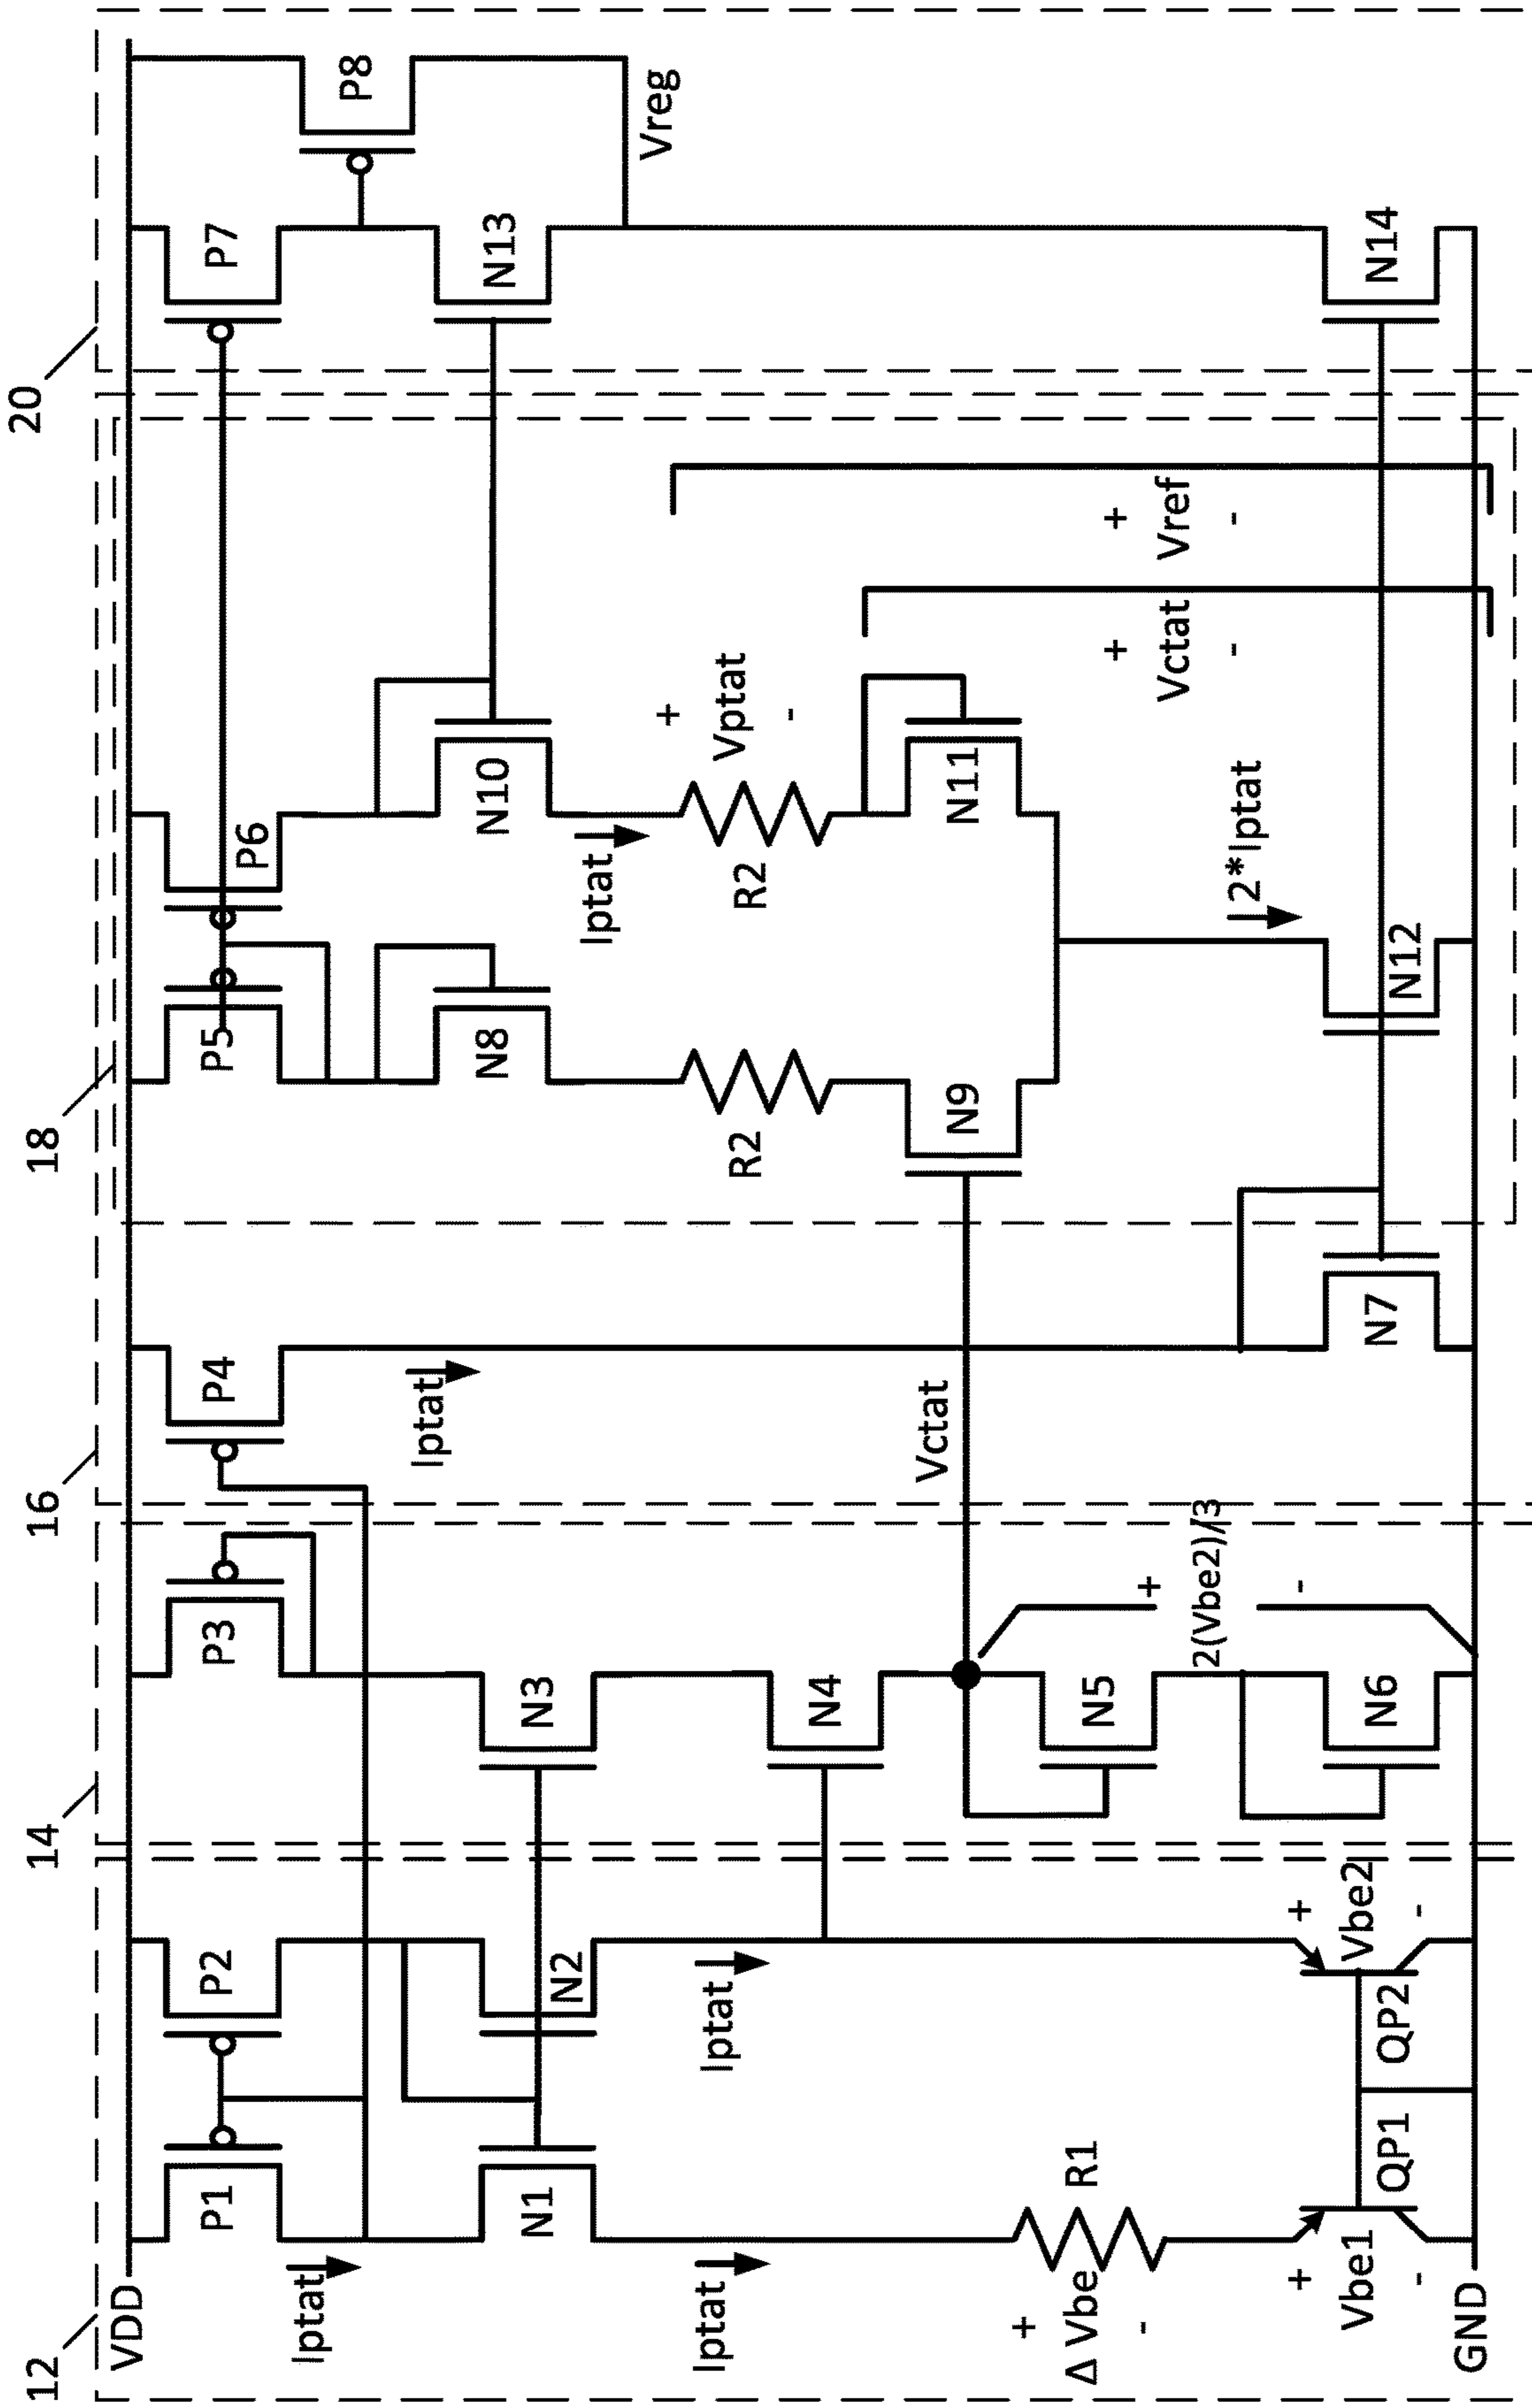 12
14
16
18
20
VDD
P1
P2
P3
P4
P5
P6
P7
P8
Iptat
Iptat
N1
N2
N3
N8
N10
N13
Vreg
Iptat
Iptat
N4
Iptat
R2
R2
+
Vptat
-
Vctat
N9
N11
+
Δ Vbe
-
R1
N5
+
2(Vbe2)/3
-
+
Vctat
-
+
Vref
-
2*Iptat
+
Vbe1
-
QP1
QP2
+
Vbe2
-
N6
N7
N12
N14
GND